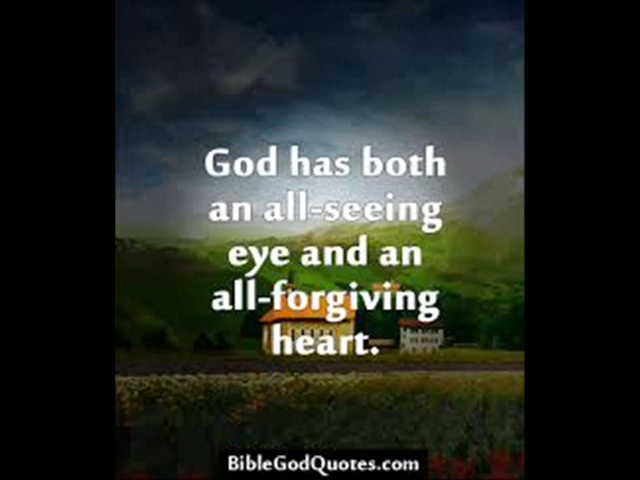 God has both
an all-seeing
eye and an
all-forgiving
heart.
BibleGodQuotes.com